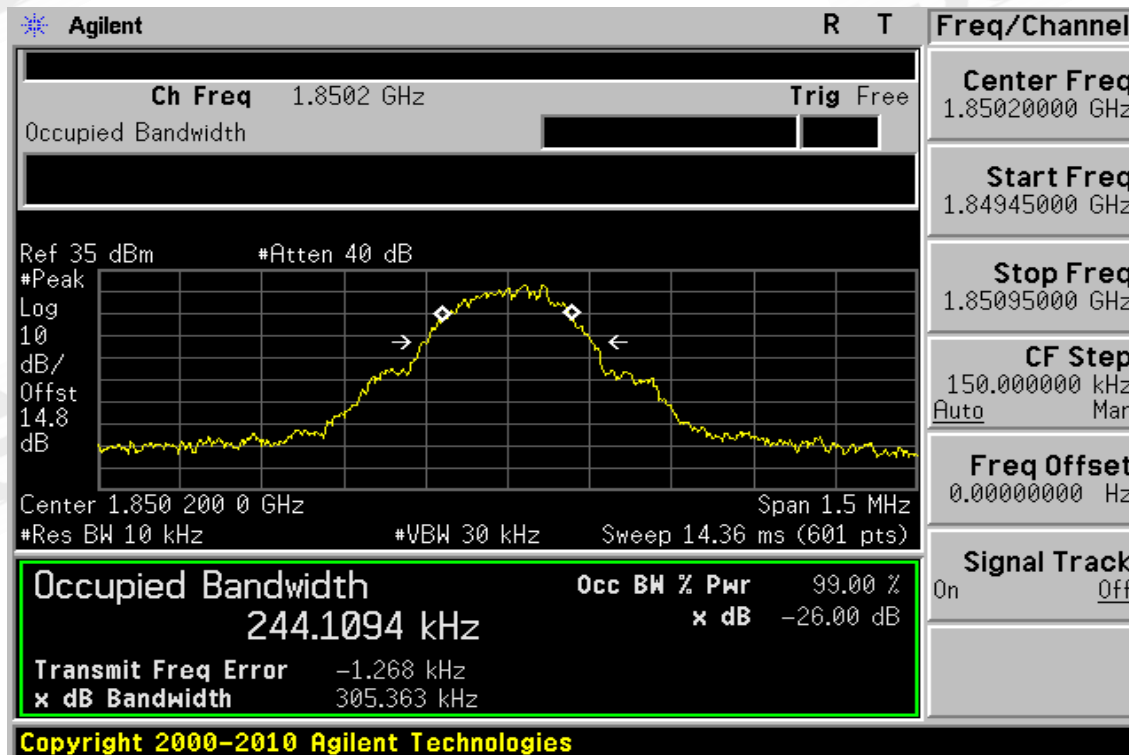 Agilent R T
Ch Freq 1.8502 GHz Trig Free
Occupied Bandwidth
Ref 35 dBm #Atten 40 dB
#Peak
Log
10
dB/
Offst
14.8
dB
Center 1.850 200 0 GHz Span 1.5 MHz
#Res BW 10 kHz #VBW 30 kHz Sweep 14.36 ms (601 pts)
Occupied Bandwidth
244.1094 kHz
Occ BW % Pwr 99.00 %
x dB -26.00 dB
Transmit Freq Error -1.268 kHz
x dB Bandwidth 305.363 kHz
Copyright 2000-2010 Agilent Technologies
Freq/Channel
Center Freq
1.85020000 GHz
Start Freq
1.84945000 GHz
Stop Freq
1.85095000 GHz
CF Step
150.000000 kHz
Auto Man
Freq Offset
0.00000000 Hz
Signal Track
On Off